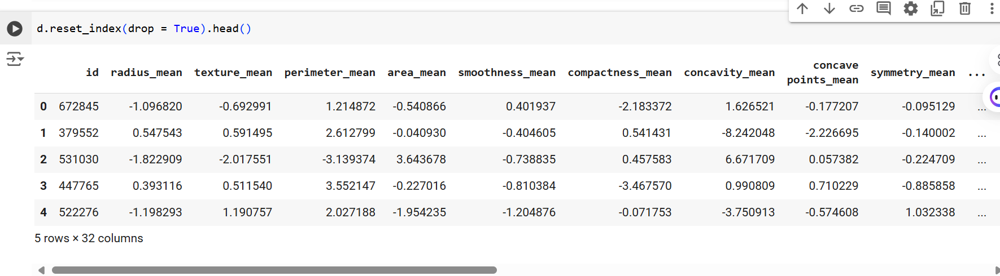 d.reset_index(drop = True).head()
id radius_mean texture_mean perimeter_mean area_mean smoothness_mean compactness_mean concavity_mean concave points_mean symmetry_mean ...
0 672845 -1.096820 -0.692991 1.214872 -0.540866 0.401937 -2.183372 1.626521 -0.177207 -0.095129 ...
1 379552 0.547543 0.591495 2.612799 -0.040930 -0.404605 0.541431 -8.242048 -2.226695 -0.140002 ...
2 531030 -1.822909 -2.017551 -3.139374 3.643678 -0.738835 0.457583 6.671709 0.057382 -0.224709 ...
3 447765 0.393116 0.511540 3.552147 -0.227016 -0.810384 -3.467570 0.990809 0.710229 -0.885858 ...
4 522276 -1.198293 1.190757 2.027188 -1.954235 -1.204876 -0.071753 -3.750913 -0.574608 1.032338 ...
5 rows × 32 columns